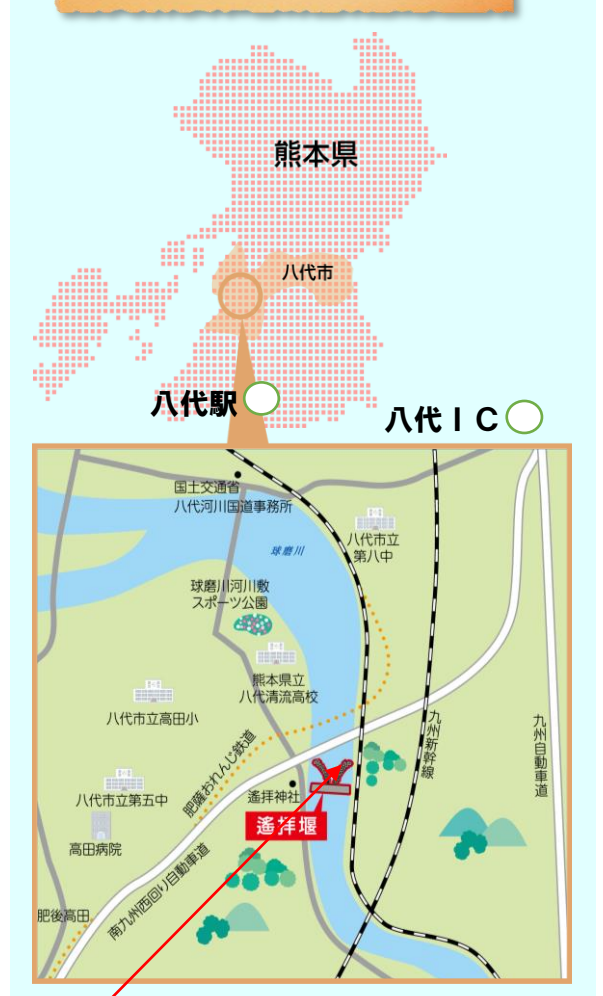 熊本県
八代市
八代駅
八代ＩＣ
国土交通省
八代河川国道事務所
八代市立
第八中
球磨川
球磨川河川敷
スポーツ公園
熊本県立
八代清流高校
八代市立高田小
肥薩おれんじ鉄道
九州新幹線
九州自動車道
八代市立第五中
遙拝神社
遙拝堰
高田病院
南九州西回り自動車道
肥後高田